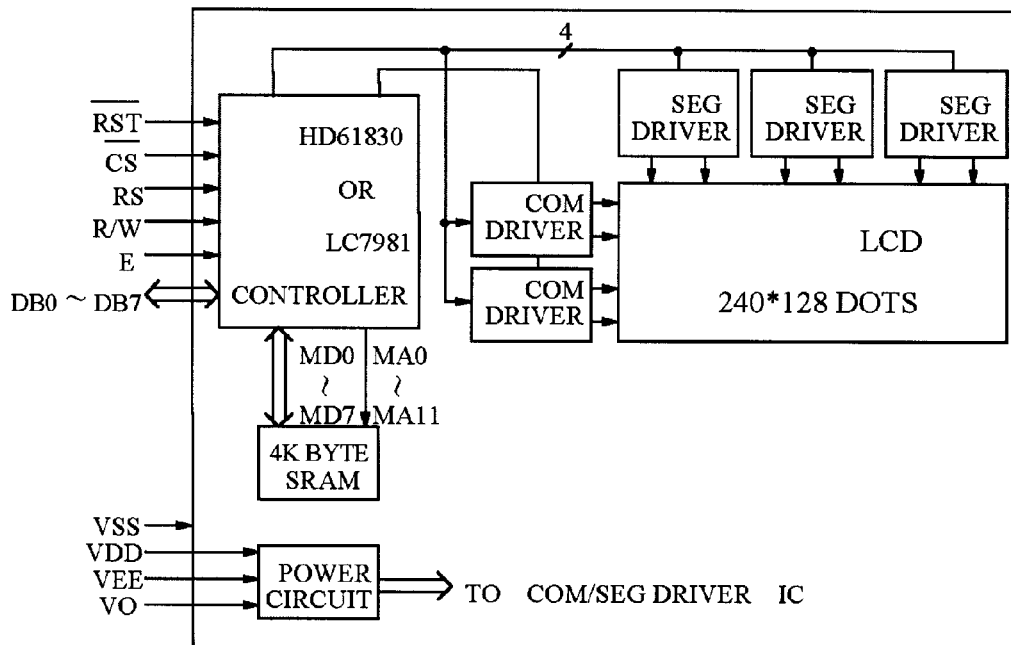 4
SEG
DRIVER
SEG
DRIVER
SEG
DRIVER
RST
CS
RS
R/W
E
DB0 ~ DB7
HD61830
OR
LC7981
CONTROLLER
COM
DRIVER
COM
DRIVER
LCD
240*128 DOTS
MD0
~
MD7
MA0
~
MA11
4K BYTE
SRAM
VSS
VDD
VEE
VO
POWER
CIRCUIT
TO COM/SEG DRIVER IC